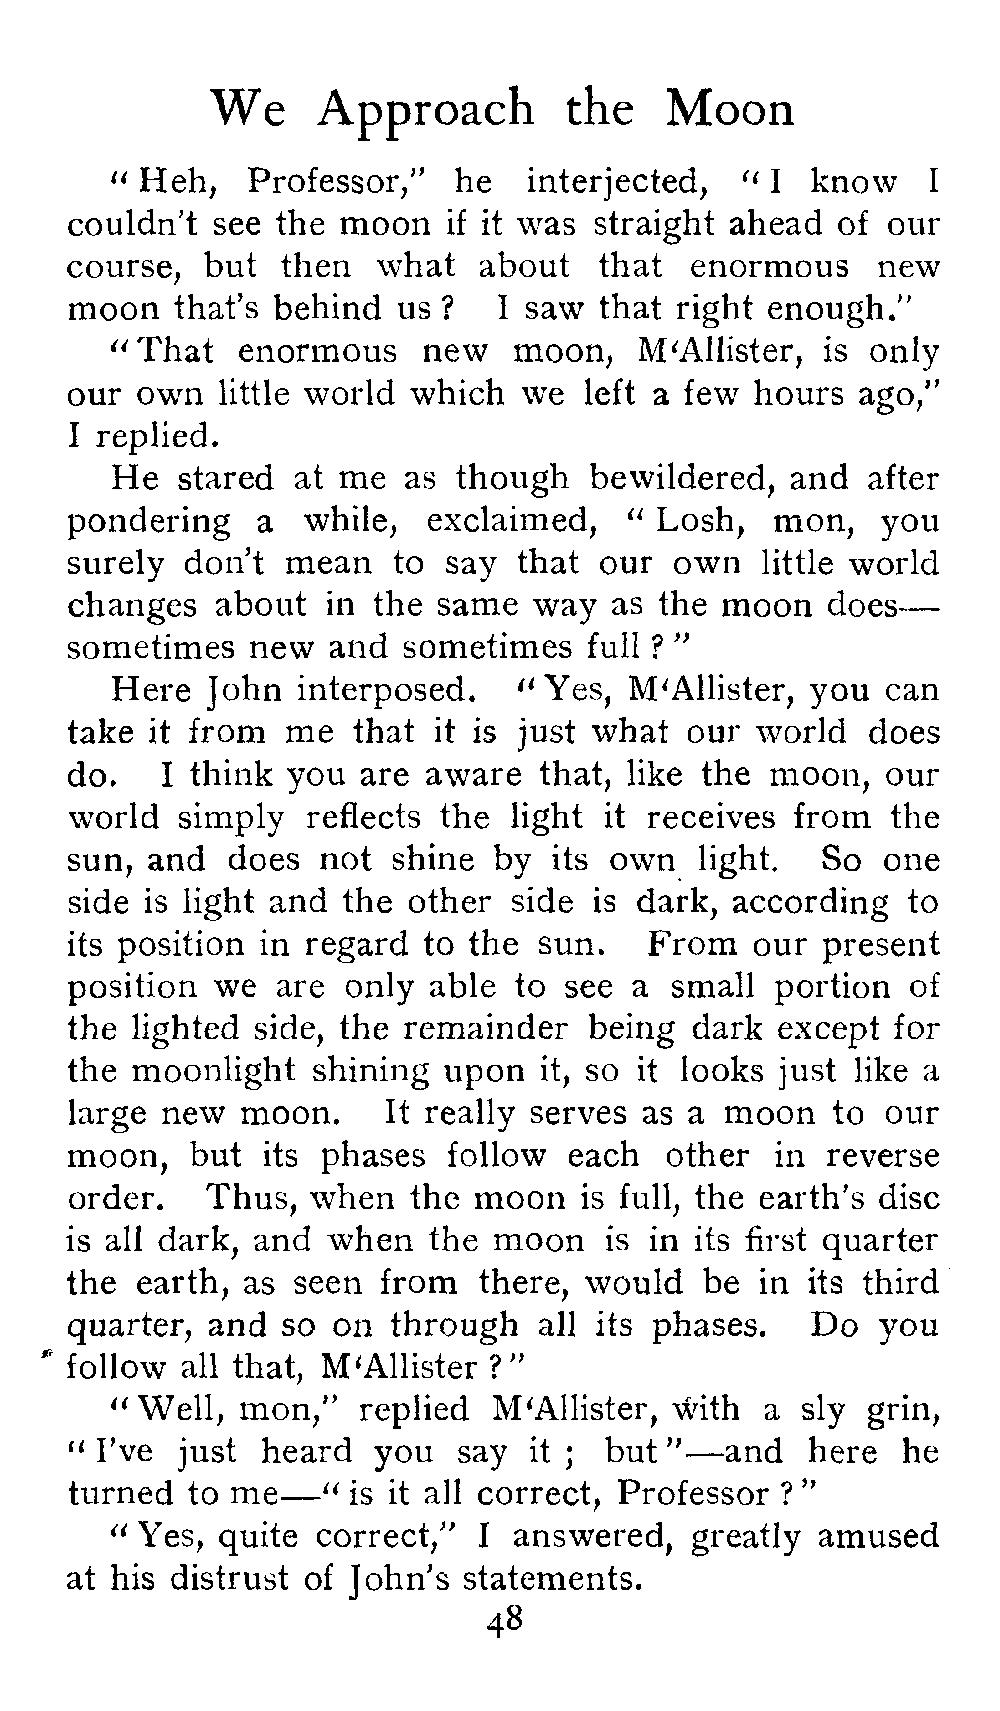 We Approach the Moon
“Heh, Professor,” he interjected, “I know I
couldn't see the moon if it was straight ahead of our
course, but then what about that enormous new
moon that's behind us? I saw that right enough.”
“That enormous new moon, M‘Allister, is only
our own little world which we left a few hours ago,”
I replied.
He stared at me as though bewildered, and after
pondering a while, exclaimed, “Losh, mon, you
surely don't mean to say that our own little world
changes about in the same way as the moon does—
sometimes new and sometimes full?”
Here John interposed. “Yes, M‘Allister, you can
take it from me that it is just what our world does
do. I think you are aware that, like the moon, our
world simply reflects the light it receives from the
sun, and does not shine by its own light. So one
side is light and the other side is dark, according to
its position in regard to the sun. From our present
position we are only able to see a small portion of
the lighted side, the remainder being dark except for
the moonlight shining upon it, so it looks just like a
large new moon. It really serves as a moon to our
moon, but its phases follow each other in reverse
order. Thus, when the moon is full, the earth's disc
is all dark, and when the moon is in its first quarter
the earth, as seen from there, would be in its third
quarter, and so on through all its phases. Do you
follow all that, M‘Allister?”
“Well, mon,” replied M‘Allister, with a sly grin,
“I've just heard you say it; but”—and here he
turned to me—“is it all correct, Professor?”
“Yes, quite correct,” I answered, greatly amused
at his distrust of John's statements.
48